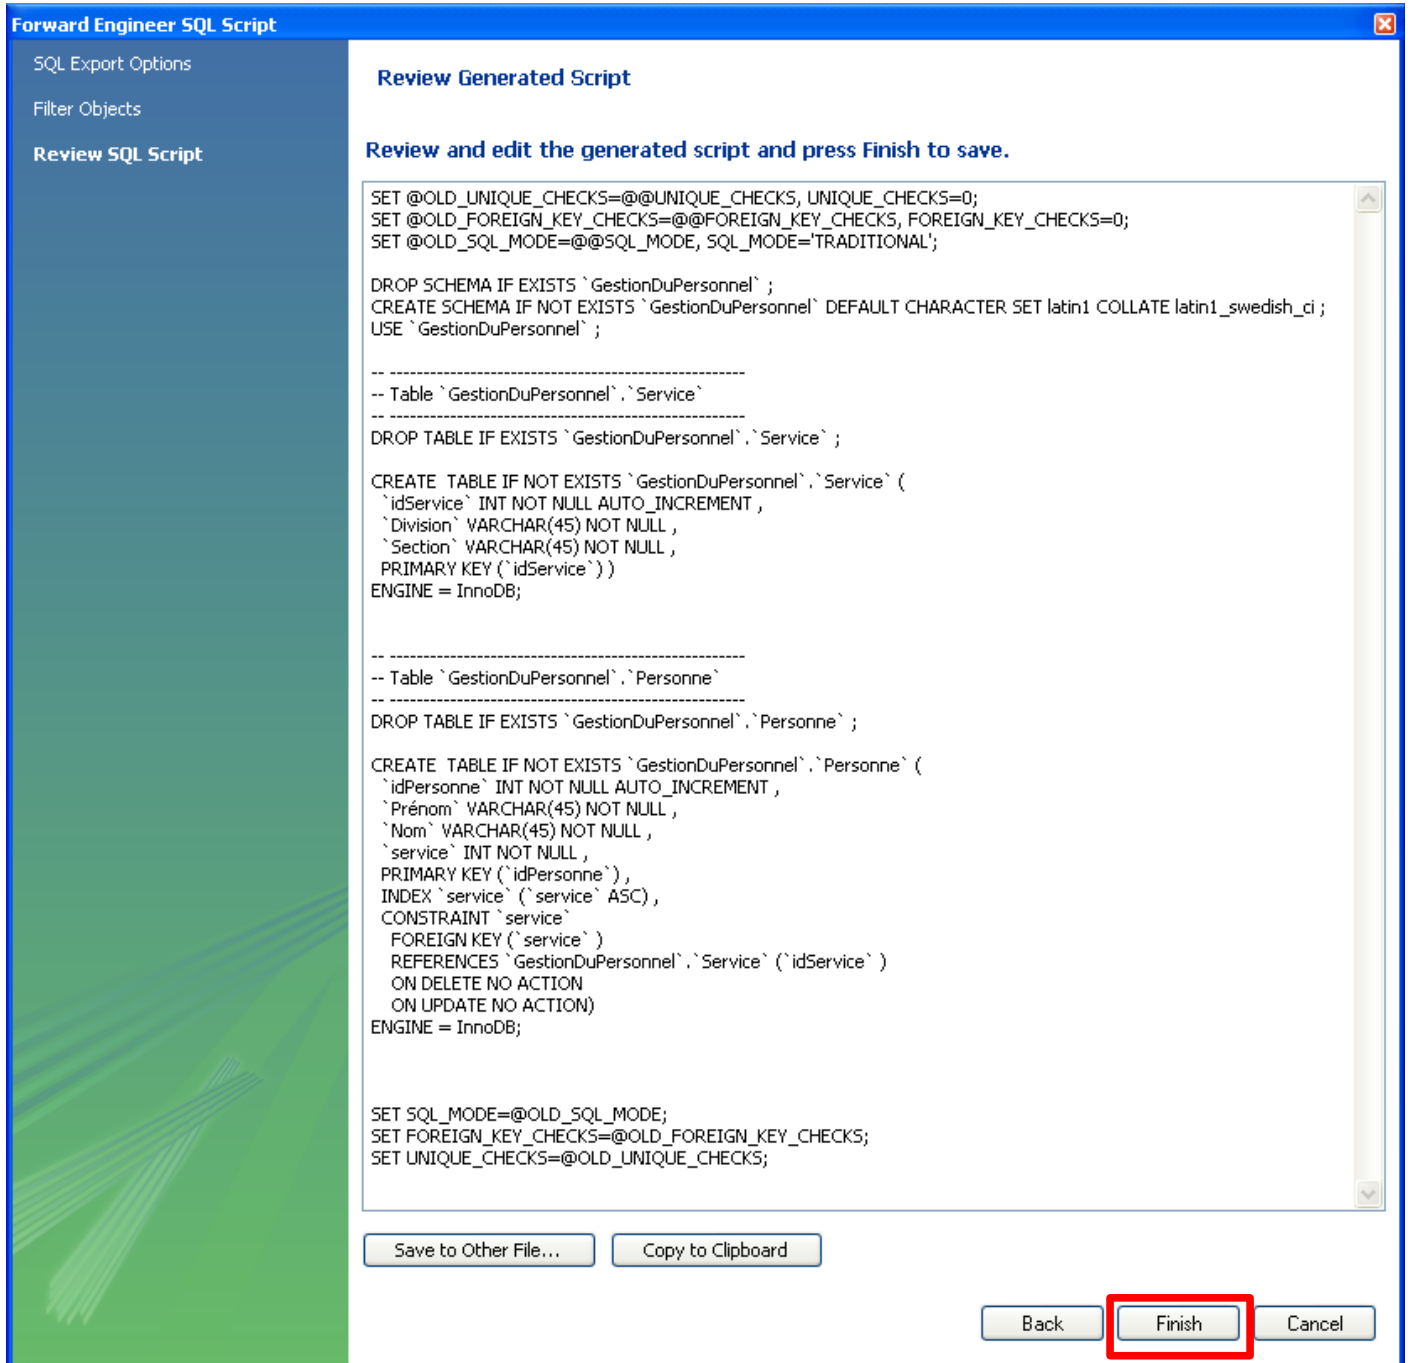 Forward Engineer SQL Script
SQL Export Options
Filter Objects
Review SQL Script
Review Generated Script
Review and edit the generated script and press Finish to save.
SET @OLD_UNIQUE_CHECKS=@@UNIQUE_CHECKS, UNIQUE_CHECKS=0;
SET @OLD_FOREIGN_KEY_CHECKS=@@FOREIGN_KEY_CHECKS, FOREIGN_KEY_CHECKS=0;
SET @OLD_SQL_MODE=@@SQL_MODE, SQL_MODE='TRADITIONAL';
DROP SCHEMA IF EXISTS `GestionDuPersonnel` ;
CREATE SCHEMA IF NOT EXISTS `GestionDuPersonnel` DEFAULT CHARACTER SET latin1 COLLATE latin1_swedish_ci ;
USE `GestionDuPersonnel` ;
-- -----------------------------------------------------
-- Table `GestionDuPersonnel`.`Service`
-- -----------------------------------------------------
DROP TABLE IF EXISTS `GestionDuPersonnel`.`Service` ;
CREATE  TABLE IF NOT EXISTS `GestionDuPersonnel`.`Service` (
`idService` INT NOT NULL AUTO_INCREMENT ,
`Division` VARCHAR(45) NOT NULL ,
`Section` VARCHAR(45) NOT NULL ,
PRIMARY KEY (`idService`) )
ENGINE = InnoDB;
-- -----------------------------------------------------
-- Table `GestionDuPersonnel`.`Personne`
-- -----------------------------------------------------
DROP TABLE IF EXISTS `GestionDuPersonnel`.`Personne` ;
CREATE  TABLE IF NOT EXISTS `GestionDuPersonnel`.`Personne` (
`idPersonne` INT NOT NULL AUTO_INCREMENT ,
`Prénom` VARCHAR(45) NOT NULL ,
`Nom` VARCHAR(45) NOT NULL ,
`service` INT NOT NULL ,
PRIMARY KEY (`idPersonne`) ,
INDEX `service` (`service` ASC) ,
CONSTRAINT `service`
FOREIGN KEY (`service` )
REFERENCES `GestionDuPersonnel`.`Service` (`idService` )
ON DELETE NO ACTION
ON UPDATE NO ACTION)
ENGINE = InnoDB;
SET SQL_MODE=@OLD_SQL_MODE;
SET FOREIGN_KEY_CHECKS=@OLD_FOREIGN_KEY_CHECKS;
SET UNIQUE_CHECKS=@OLD_UNIQUE_CHECKS;
Save to Other File...
Copy to Clipboard
Back
Finish
Cancel